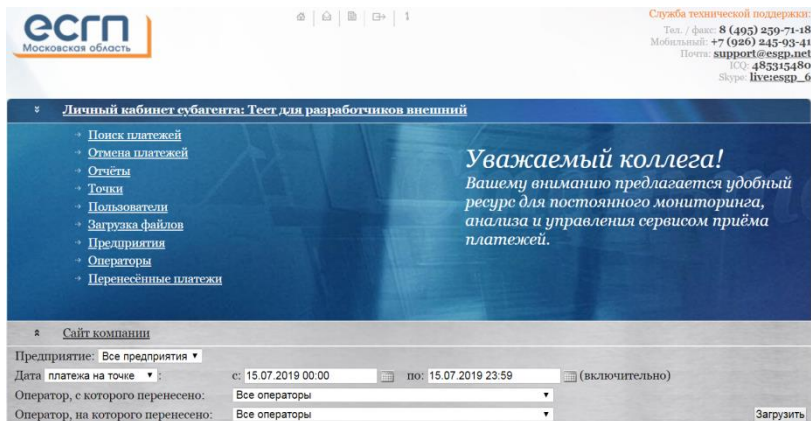 есгп
Московская область
Служба технической поддержки:
Тел. / факс: 8 (495) 259-71-18
Мобильный: +7 (926) 245-93-41
Почта: support@esgp.net
ICQ: 485315480
Skype: live:esgp_6
Личный кабинет субагента: Тест для разработчиков внешний
Поиск платежей
Отмена платежей
Отчёты
Точки
Пользователи
Загрузка файлов
Предприятия
Операторы
Перенесённые платежи
Уважаемый коллега!
Вашему вниманию предлагается удобный
ресурс для постоянного мониторинга,
анализа и управления сервисом приёма
платежей.
Сайт компании
Предприятие: Все предприятия
Дата платежа на точке : с: 15.07.2019 00:00 по: 15.07.2019 23:59 (включительно)
Оператор, с которого перенесено: Все операторы
Оператор, на которого перенесено: Все операторы Загрузить